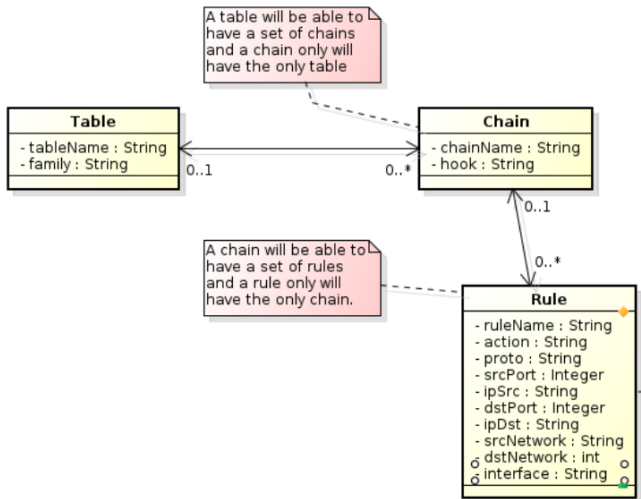 A table will be able to
have a set of chains
and a chain only will
have the only table
Table
- tableName : String
- family : String
Chain
- chainName : String
- hook : String
0..1
0..*
0..1
0..*
A chain will be able to
have a set of rules
and a rule only will
have the only chain.
Rule
- ruleName : String
- action : String
- proto : String
- srcPort : Integer
- ipSrc : String
- dstPort : Integer
- ipDst : String
- srcNetwork : String
- dstNetwork : int
- interface : String